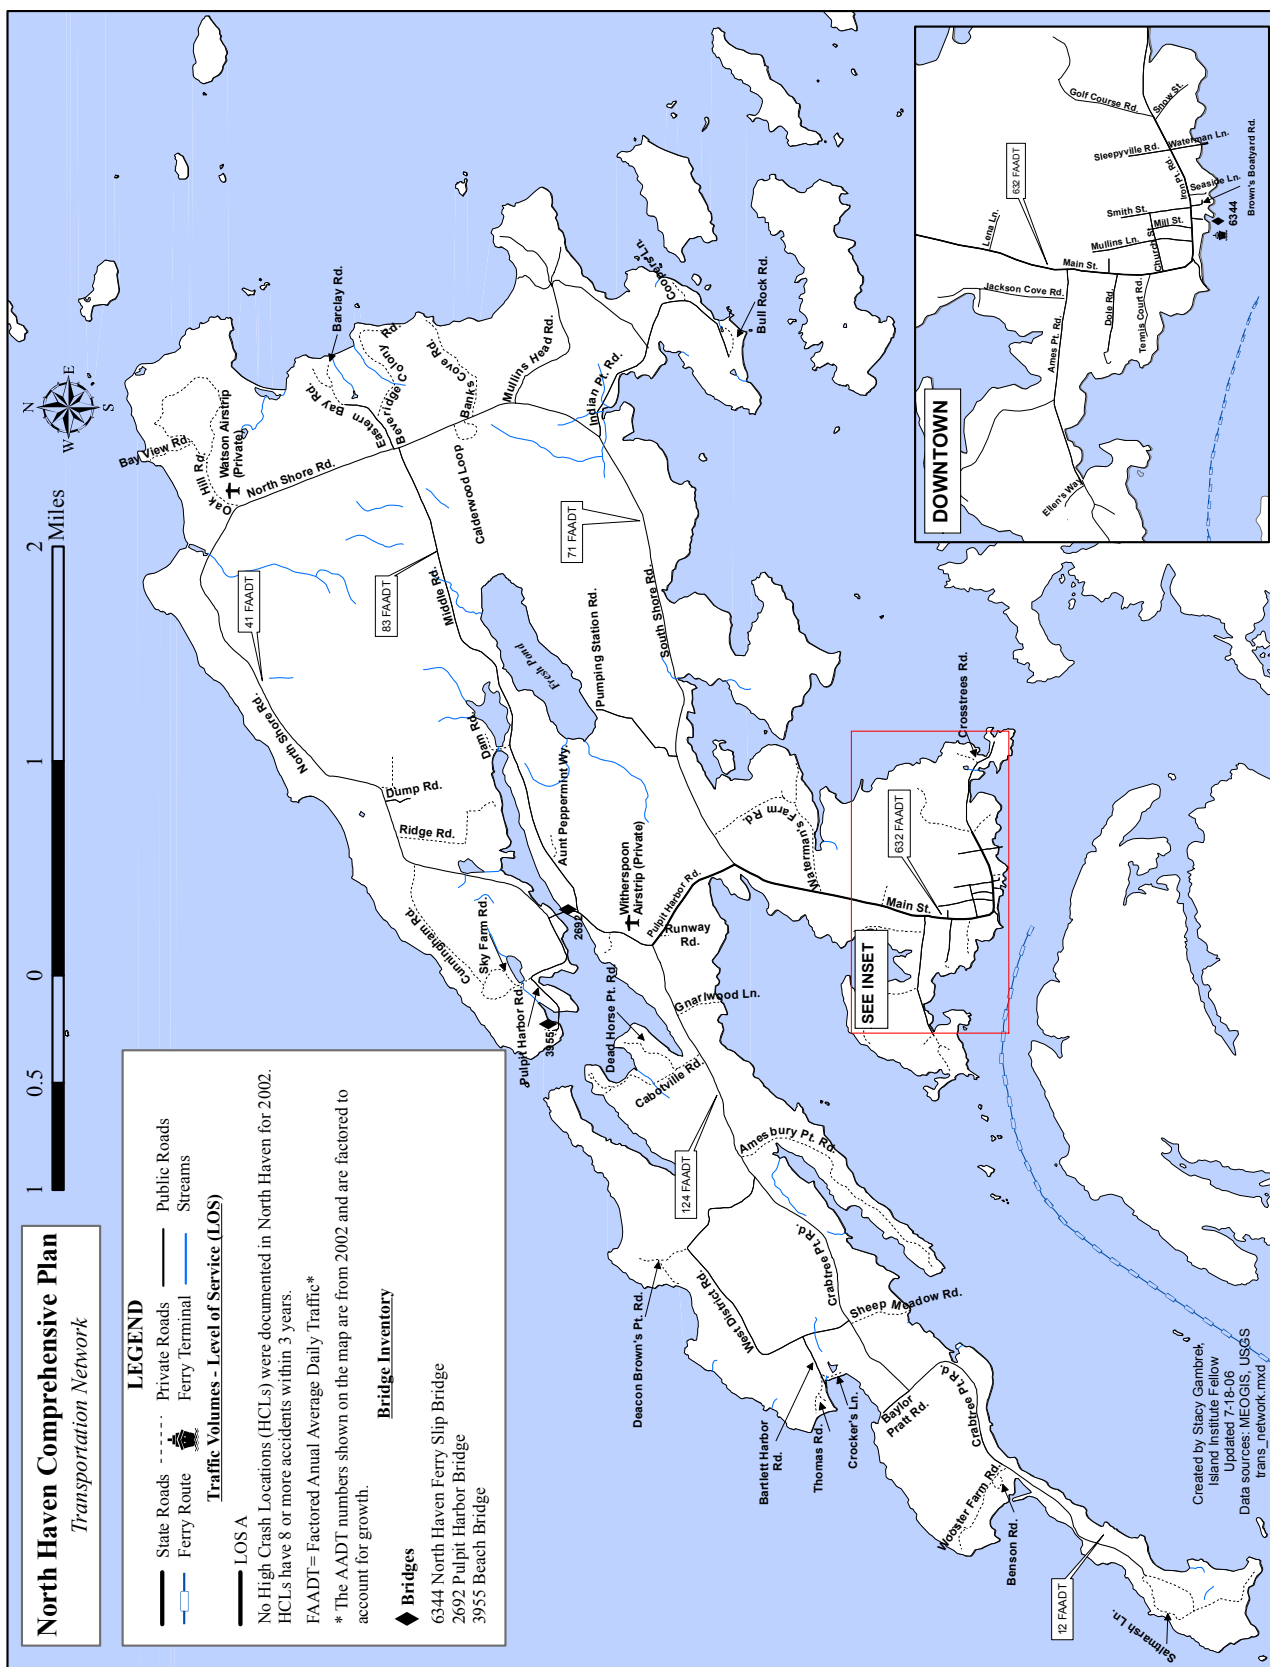 North Haven Comprehensive Plan
Transportation Network
LEGEND
State Roads
Private Roads
Public Roads
Ferry Route
Ferry Terminal
Streams
Traffic Volumes - Level of Service (LOS)
LOS A
No High Crash Locations (HCLs) were documented in North Haven for 2002.
HCLs have 8 or more accidents within 3 years.
FAADT= Factored Anual Average Daily Traffic*
* The AADT numbers shown on the map are from 2002 and are factored to
account for growth.
Bridge Inventory
Bridges
6344 North Haven Ferry Slip Bridge
2692 Pulpit Harbor Bridge
3955 Beach Bridge
1
0.5
0
1
2
Miles
N
E
S
W
Bay View Rd.
Oak Hill Rd.
Watson Airstrip
(Private)
North Shore Rd.
Barclay Rd.
Bay Rd.
Eastern
Beveridge Colony Rd.
Banks Cove Rd.
Calderwood Loop
Mullins Head Rd.
Indian Pt. Rd.
Coopers Ln.
Bull Rock Rd.
41 FAADT
83 FAADT
Middle Rd.
71 FAADT
South Shore Rd.
Fresh Pond
Pumping Station Rd.
North Shore Rd.
Dam Rd.
Dump Rd.
Ridge Rd.
Aunt Peppermint Wy.
Witherspoon
Airstrip (Private)
Pulpit Harbor Rd.
Runway
Rd.
Waterman's Farm Rd.
Cunningham Rd.
Sky Farm Rd.
2692
Pulpit Harbor Rd.
3955
Dead Horse Pt. Rd.
Gnarlwood Ln.
Cabotville Rd.
124 FAADT
Amesbury Pt. Rd.
632 FAADT
Main St.
SEE INSET
Crosstrees Rd.
Deacon Brown's Pt. Rd.
West District Rd.
Crabtree Pt. Rd.
Sheep Meadow Rd.
Bartlett Harbor
Rd.
Thomas Rd.
Crocker's Ln.
Baylor
Pratt Rd.
Crabtree Pt. Rd.
Wooster Farm Rd.
Benson Rd.
12 FAADT
Saltmarsh Ln.
DOWNTOWN
Golf Course Rd.
Snow St.
Sleepyville Rd.
Waterman Ln.
Iron Pt. Rd.
Seaside Ln.
632 FAADT
Smith St.
Mill St.
Lena Ln.
Mullins Ln.
Church St.
Main St.
6344
Brown's Boatyard Rd.
Jackson Cove Rd.
Ames Pt. Rd.
Dole Rd.
Tennis Court Rd.
Ellen's Way
Created by Stacy Gambrel,
Island Institute Fellow
Updated 7-18-06
Data sources: MEOGIS, USGS
trans_network.mxd